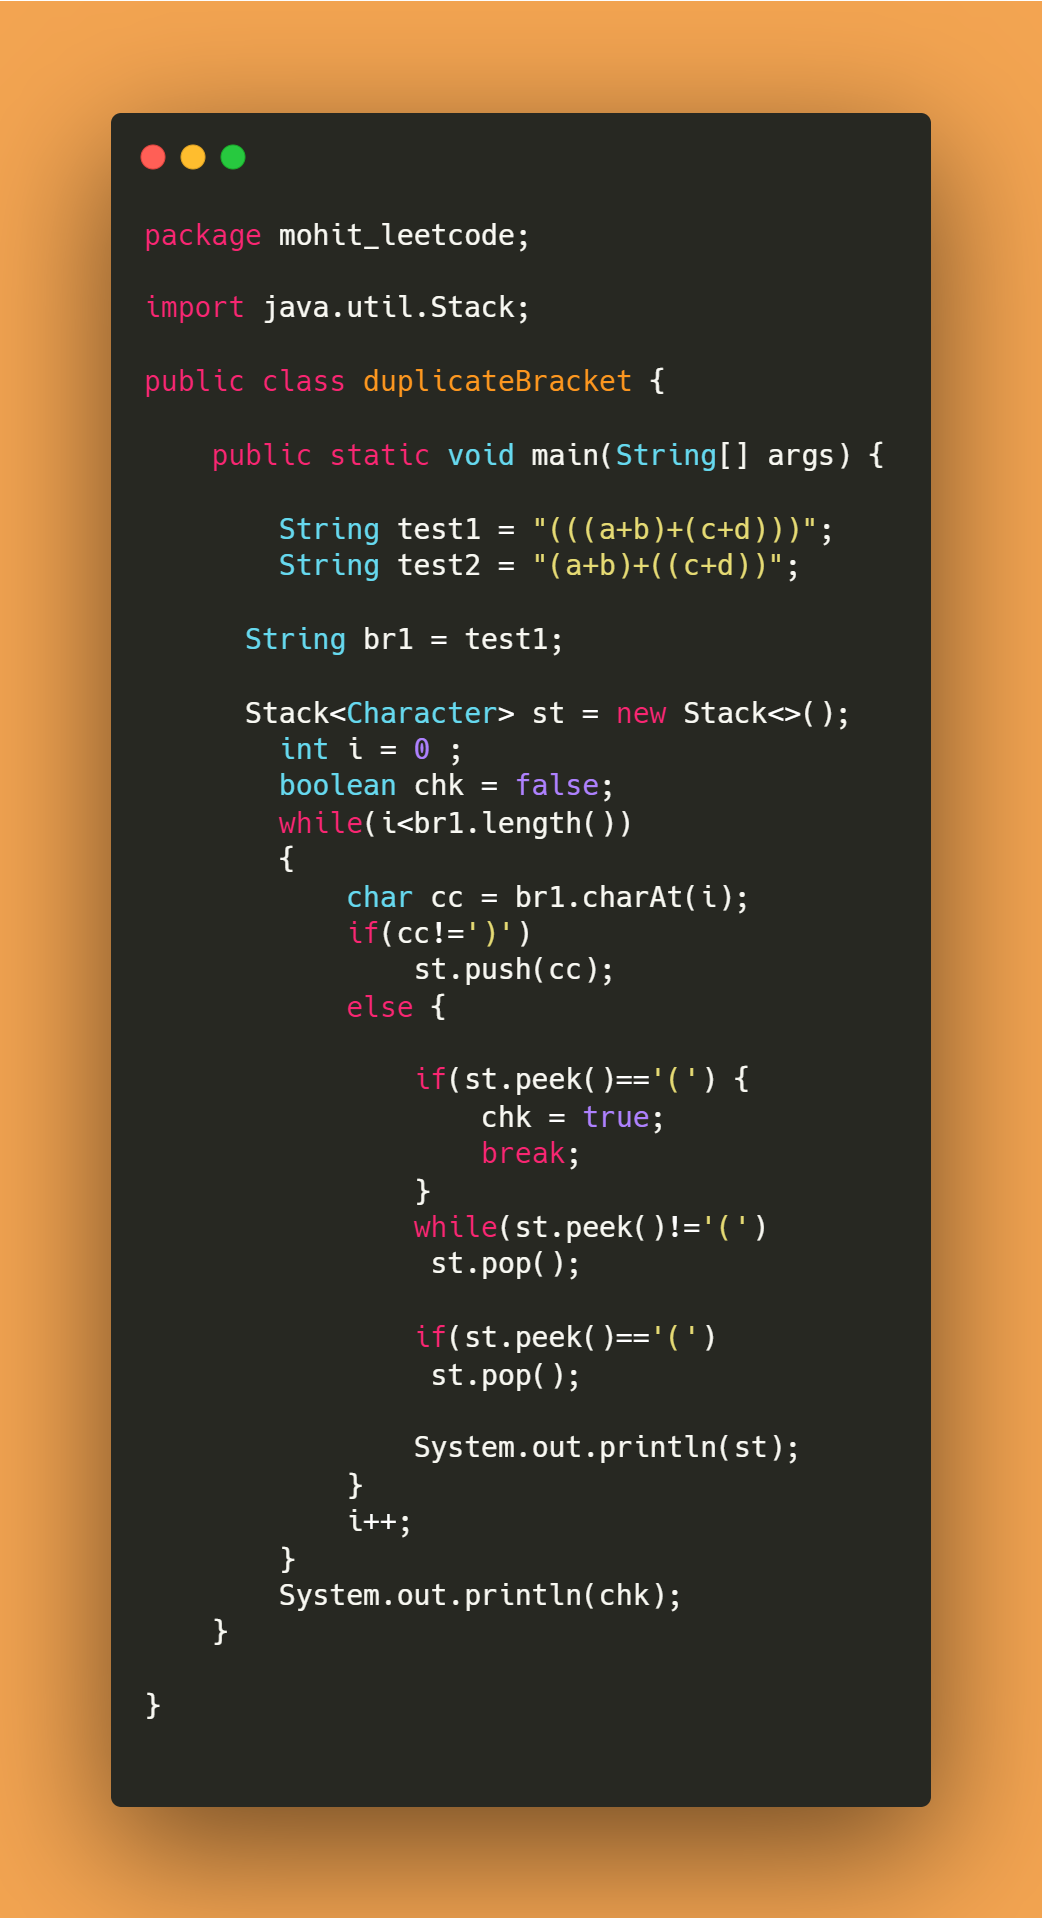 package mohit_leetcode;
import java.util.Stack;
public class duplicateBracket {
public static void main(String[] args) {
String test1 = "(((a+b)+(c+d)))";
String test2 = "(a+b)+((c+d))";
String br1 = test1;
Stack<Character> st = new Stack<>();
int i = 0 ;
boolean chk = false;
while(i<br1.length())
{
char cc = br1.charAt(i);
if(cc!=')')
st.push(cc);
else {
if(st.peek()=='(') {
chk = true;
break;
}
while(st.peek()!='(')
st.pop();
if(st.peek()=='(')
st.pop();
System.out.println(st);
}
i++;
}
System.out.println(chk);
}
}